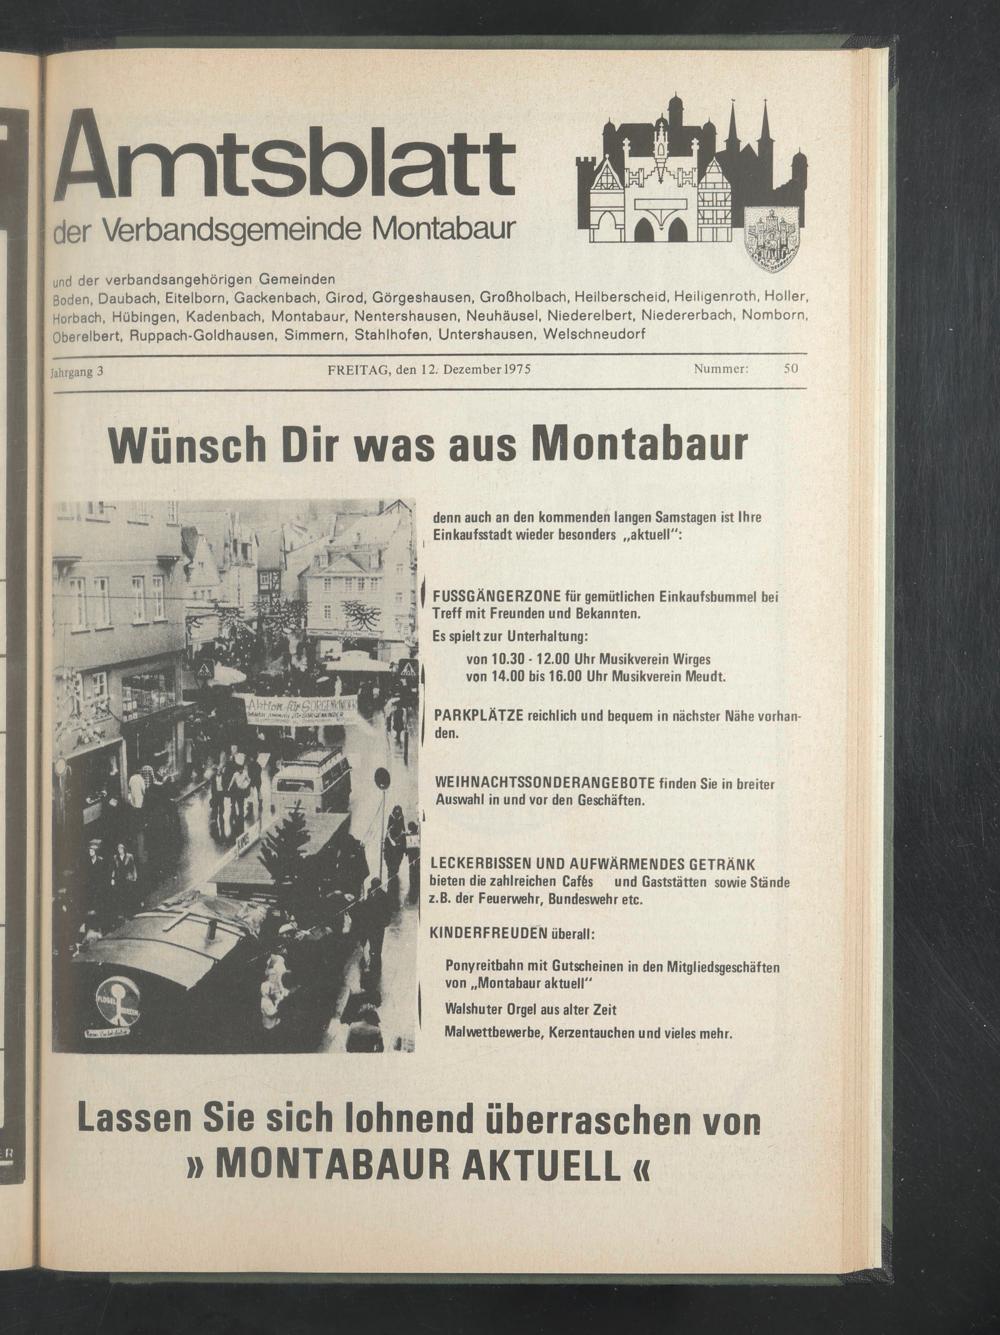 Amtsblatt
der Verbandsgemeinde Montabaur
und der verbandsangehörigen Gemeinden
Boden, Daubach, Eitelborn, Gackenbach, Girod, Görgeshausen, Großholbach, Heilberscheid, Heiligenroth, Holler,
Horbach, Hübingen, Kadenbach, Montabaur, Nentershausen, Neuhäusel, Niederelbert, Niedererbach, Nomborn,
Oberelbert, Ruppach-Goldhausen, Simmern, Stahlhofen, Untershausen, Welschneudorf
Jahrgang 3 FREITAG, den 12. Dezember 1975 Nummer: 50
Wünsch Dir was aus Montabaur
denn auch an den kommenden langen Samstagen ist Ihre
Einkaufsstadt wieder besonders „aktuell“:
FUSSGÄNGERZONE für gemütlichen Einkaufsbummel bei
Treff mit Freunden und Bekannten.
Es spielt zur Unterhaltung:
von 10.30 - 12.00 Uhr Musikverein Wirges
von 14.00 bis 16.00 Uhr Musikverein Meudt.
PARKPLÄTZE reichlich und bequem in nächster Nähe vorhan-
den.
WEIHNACHTSSONDERANGEBOTE finden Sie in breiter
Auswahl in und vor den Geschäften.
LECKERBISSEN UND AUFWÄRMENDES GETRÄNK
bieten die zahlreichen Cafés und Gaststätten sowie Stände
z.B. der Feuerwehr, Bundeswehr etc.
KINDERFREUDEN überall:
Ponyreitbahn mit Gutscheinen in den Mitgliedsgeschäften
von „Montabaur aktuell“
Walshuter Orgel aus alter Zeit
Malwettbewerbe, Kerzentauchen und vieles mehr.
Aktion für SORGENKINDER
Lassen Sie sich lohnend überraschen von
» MONTABAUR AKTUELL «